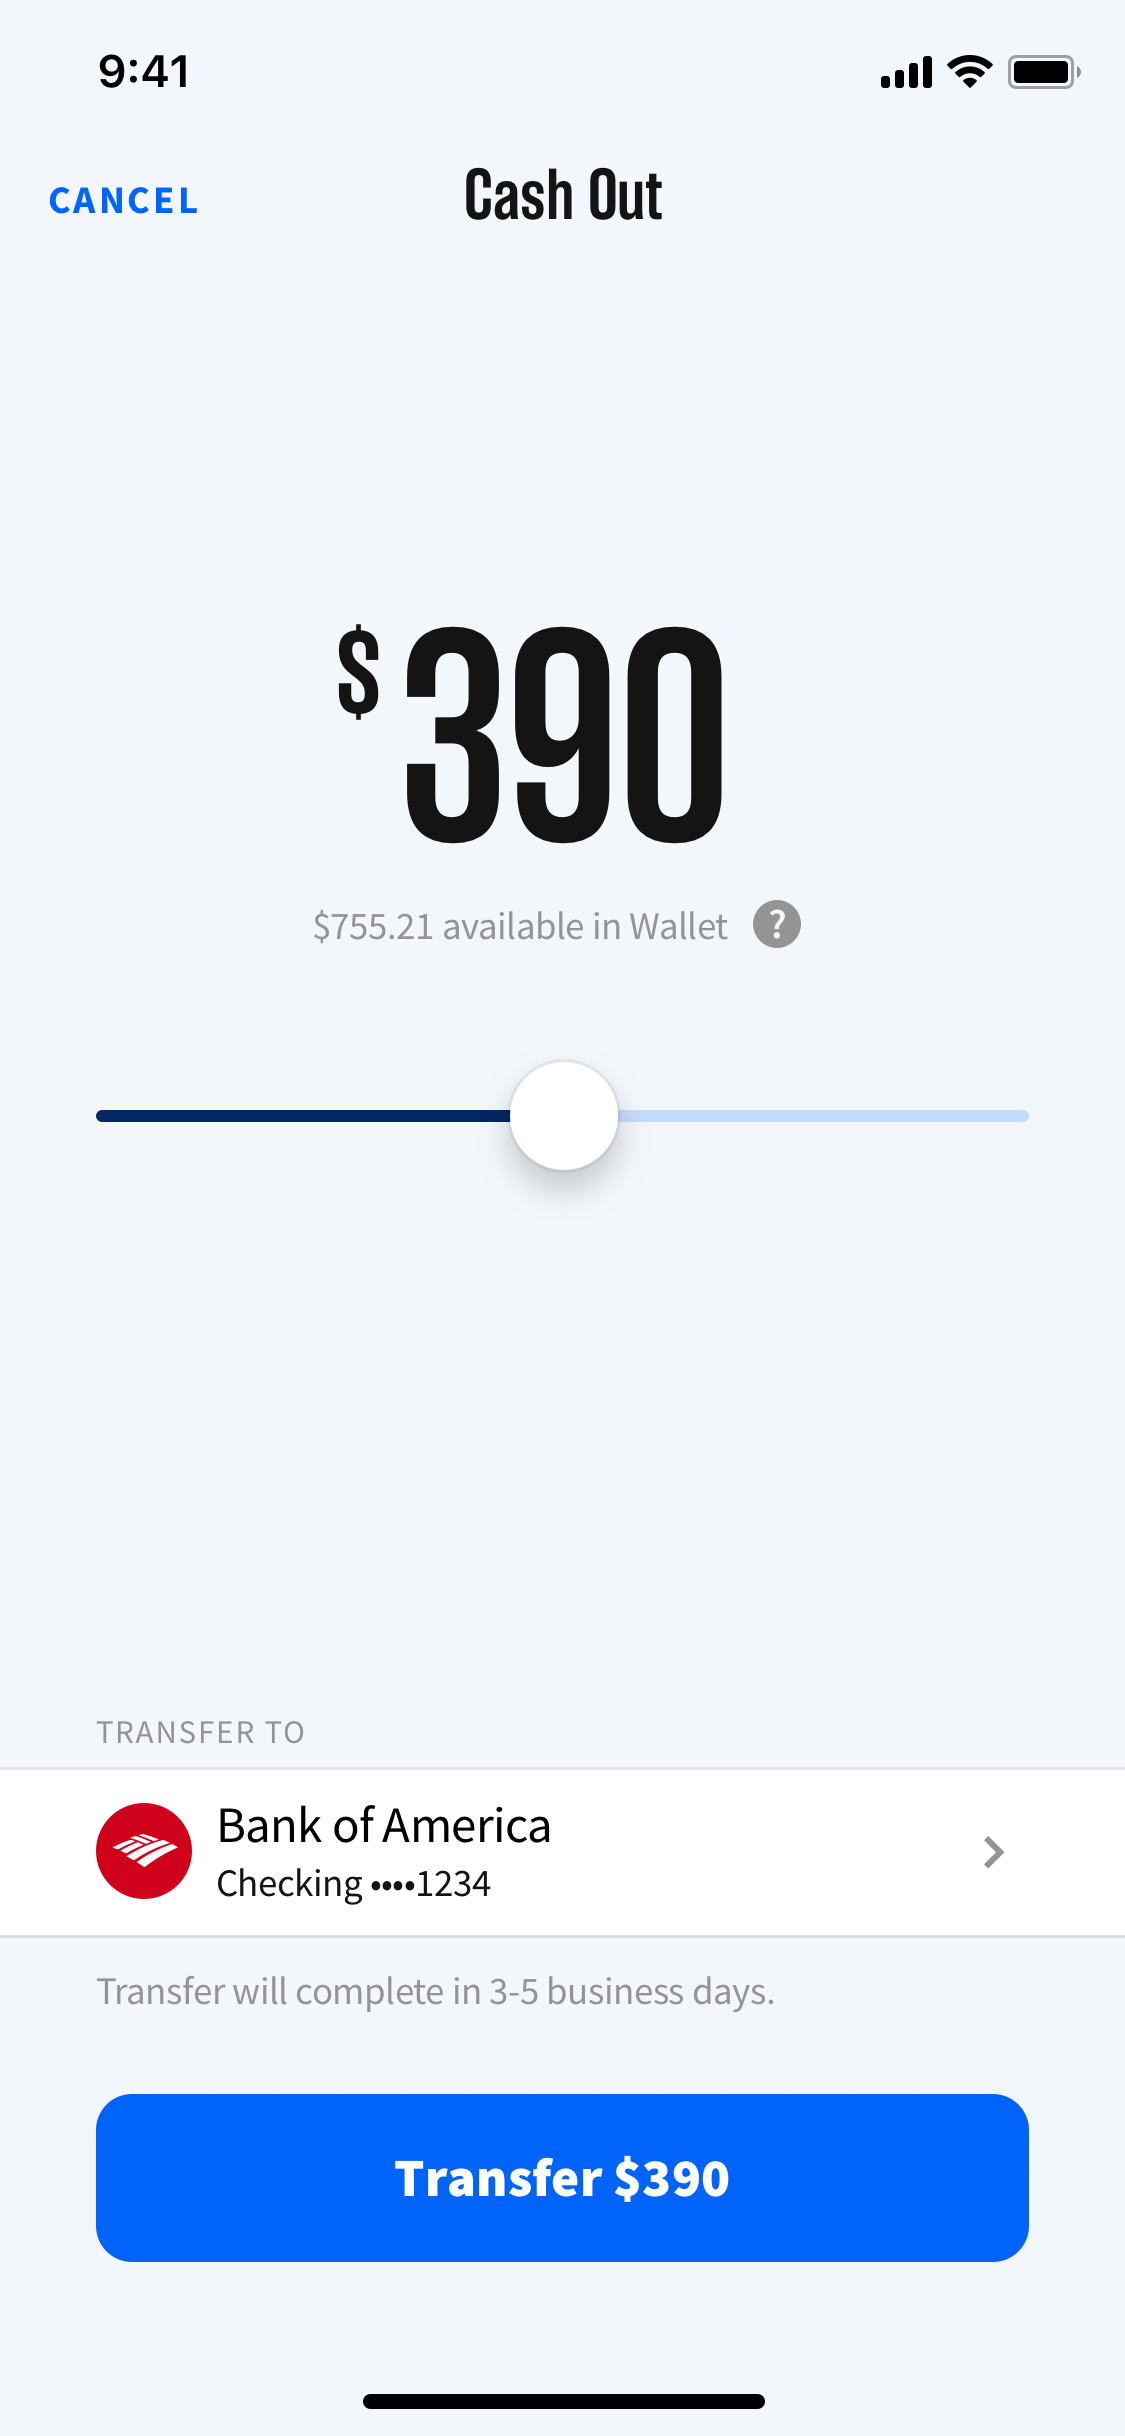 9:41
CANCEL
Cash Out
$390
$755.21 available in Wallet ?
TRANSFER TO
Bank of America
Checking ••••1234
Transfer will complete in 3-5 business days.
Transfer $390